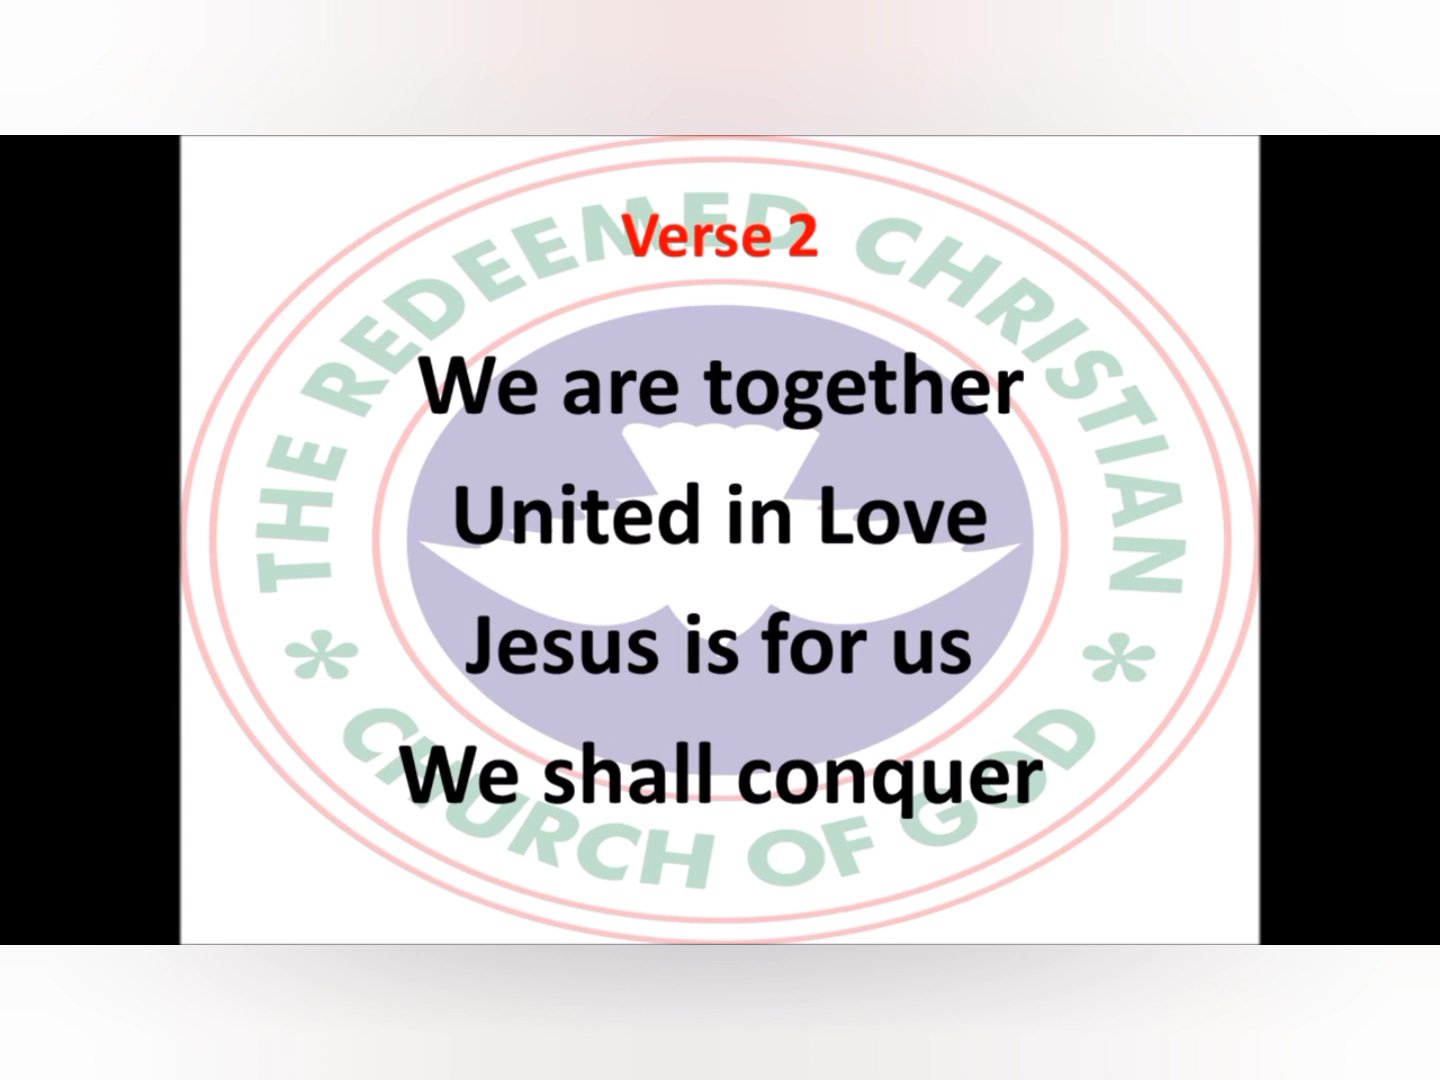 THE REDEEMED CHRISTIAN
Verse 2
We are together
United in Love
Jesus is for us
We shall conquer
* CHURCH OF GOD *